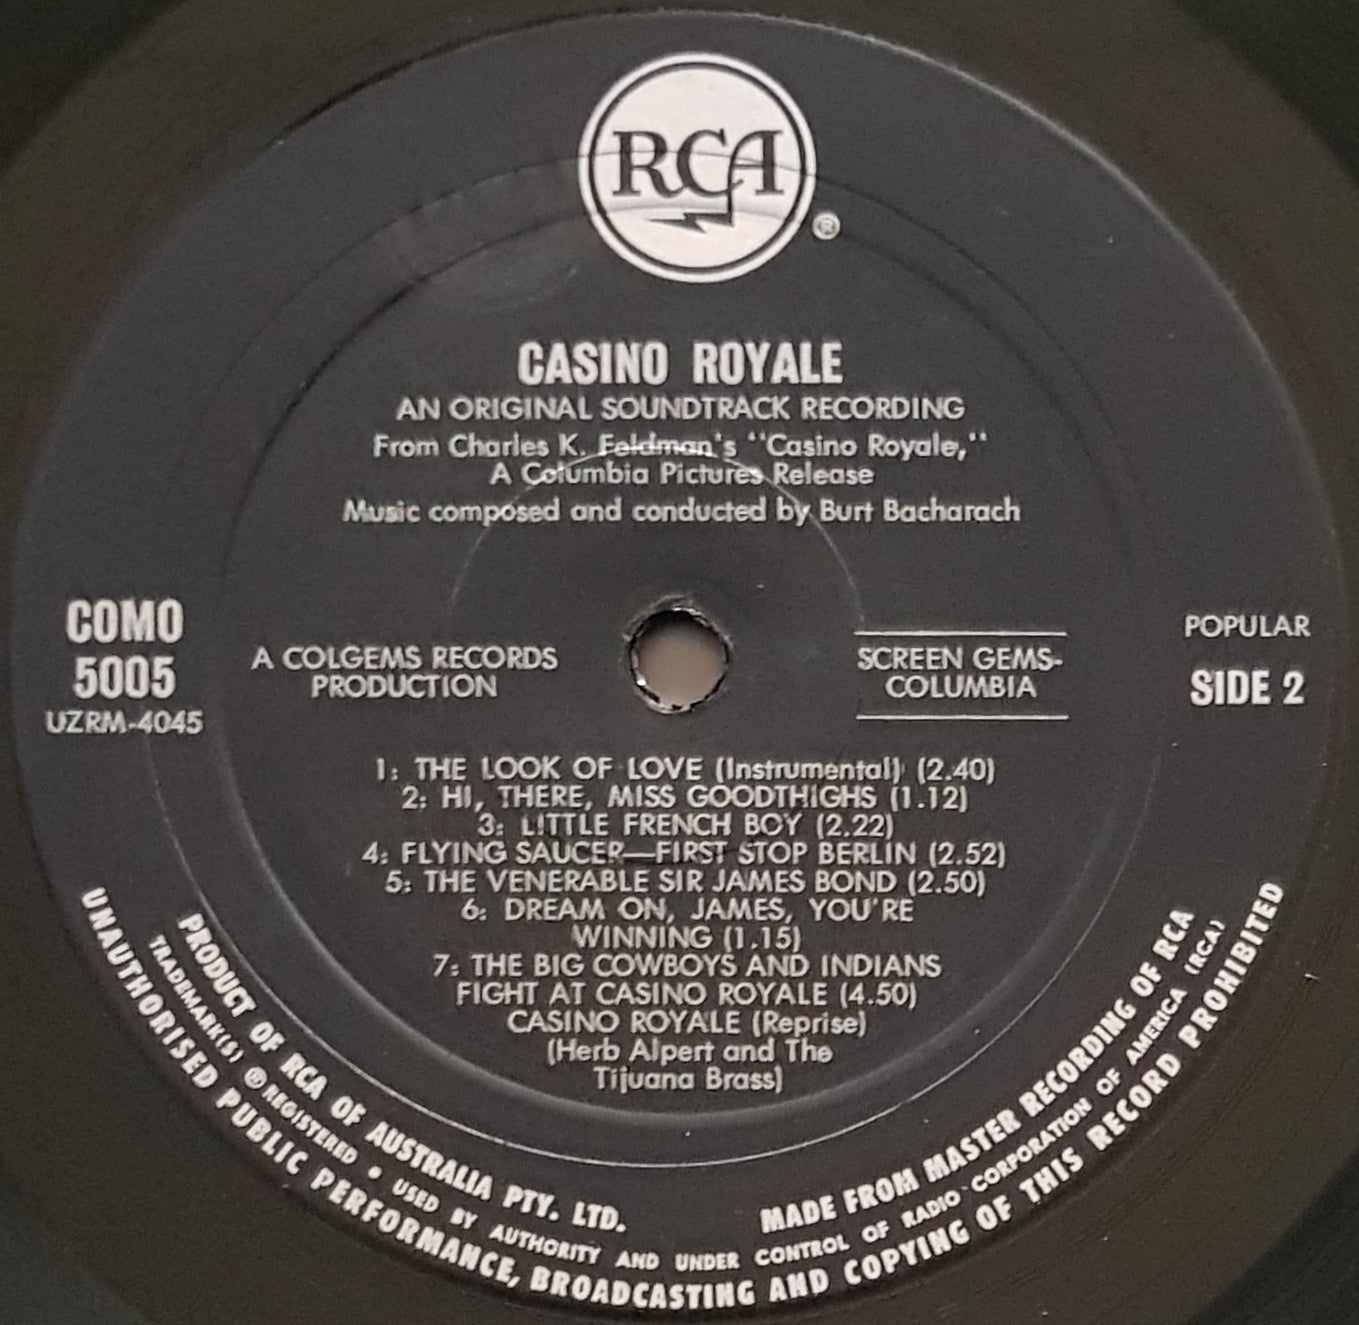 RCA
®
CASINO ROYALE
AN ORIGINAL SOUNDTRACK RECORDING
From Charles K. Feldman's "Casino Royale,"
A Columbia Pictures Release
Music composed and conducted by Burt Bacharach
COMO
5005
UZRM-4045
A COLGEMS RECORDS
PRODUCTION
SCREEN GEMS-
COLUMBIA
POPULAR
SIDE 2
1: THE LOOK OF LOVE (Instrumental) (2.40)
2: HI, THERE, MISS GOODTHIGHS (1.12)
3: LITTLE FRENCH BOY (2.22)
4: FLYING SAUCER—FIRST STOP BERLIN (2.52)
5: THE VENERABLE SIR JAMES BOND (2.50)
6: DREAM ON, JAMES, YOU'RE
WINNING (1.15)
7: THE BIG COWBOYS AND INDIANS
FIGHT AT CASINO ROYALE (4.50)
CASINO ROYALE (Reprise)
(Herb Alpert and The
Tijuana Brass)
PRODUCT OF RCA OF AUSTRALIA PTY. LTD. MADE FROM MASTER RECORDING OF RCA
TRADEMARK(S) ® REGISTERED • USED BY AUTHORITY AND UNDER CONTROL OF RADIO CORPORATION OF AMERICA (RCA)
UNAUTHORISED PUBLIC PERFORMANCE, BROADCASTING AND COPYING OF THIS RECORD PROHIBITED